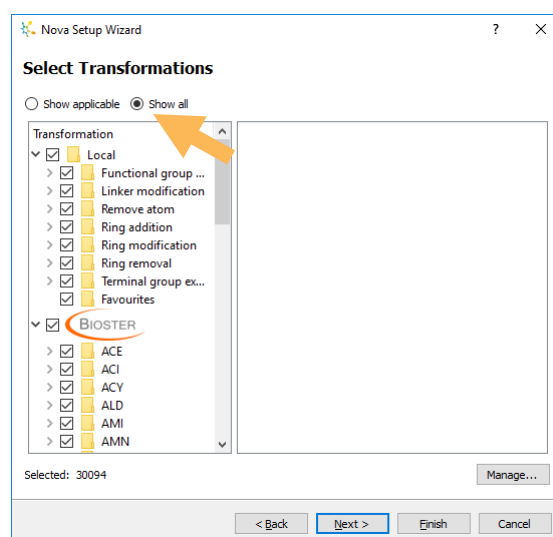 Nova Setup Wizard
?
Select Transformations
Show applicable Show all
Transformation
Local
Functional group ...
Linker modification
Remove atom
Ring addition
Ring modification
Ring removal
Terminal group ex...
Favourites
BIOSTER
ACE
ACI
ACY
ALD
AMI
AMN
Selected: 30094
Manage...
< Back Next > Finish Cancel